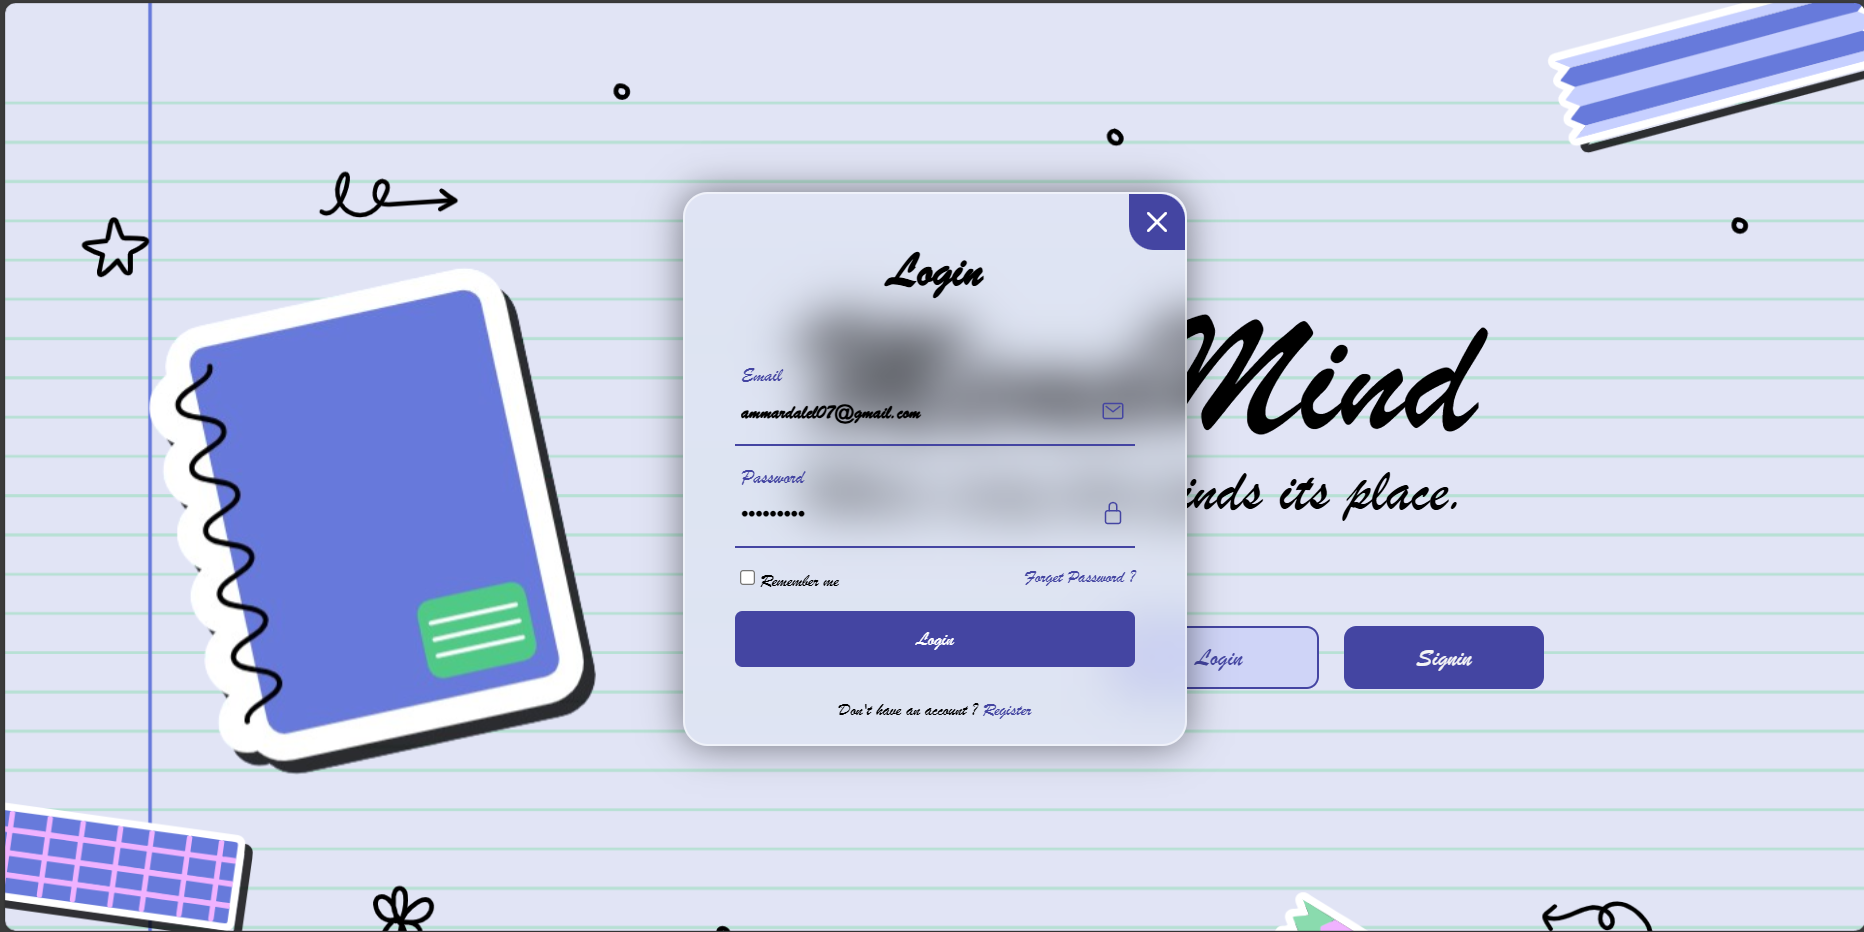 Login
Mind
Email
ammardalel07@gmail.com
Password
•••••••••
inds its place.
Remember me
Forget Password ?
Login
Login
Signin
Don't have an account ? Register